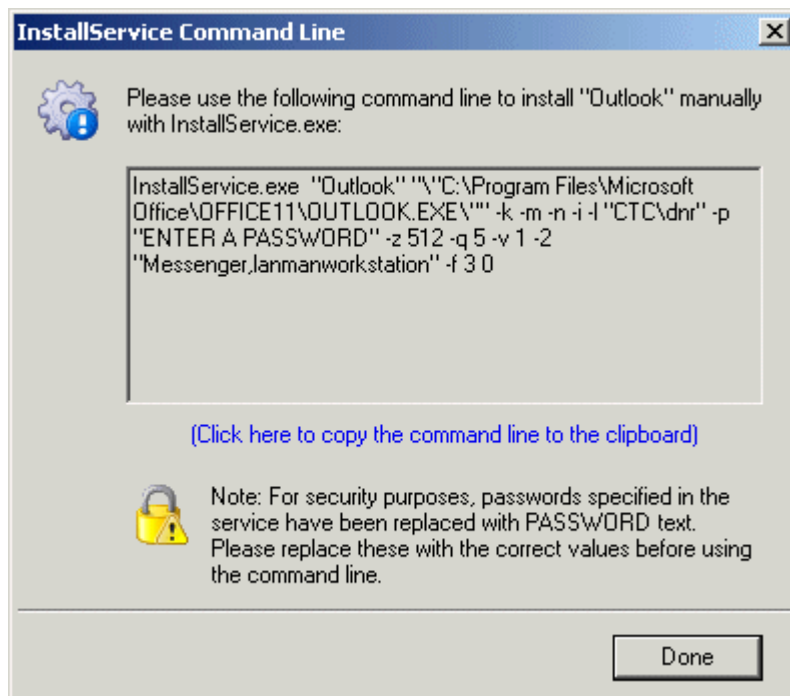 InstallService Command Line
Please use the following command line to install "Outlook" manually
with InstallService.exe:
InstallService.exe  "Outlook" "\"C:\Program Files\Microsoft
Office\OFFICE11\OUTLOOK.EXE\"" -k -m -n -i -l "CTC\dnr" -p
"ENTER A PASSWORD" -z 512 -q 5 -v 1 -2
"Messenger,lanmanworkstation" -f 3 0
(Click here to copy the command line to the clipboard)
Note: For security purposes, passwords specified in the
service have been replaced with PASSWORD text.
Please replace these with the correct values before using
the command line.
Done